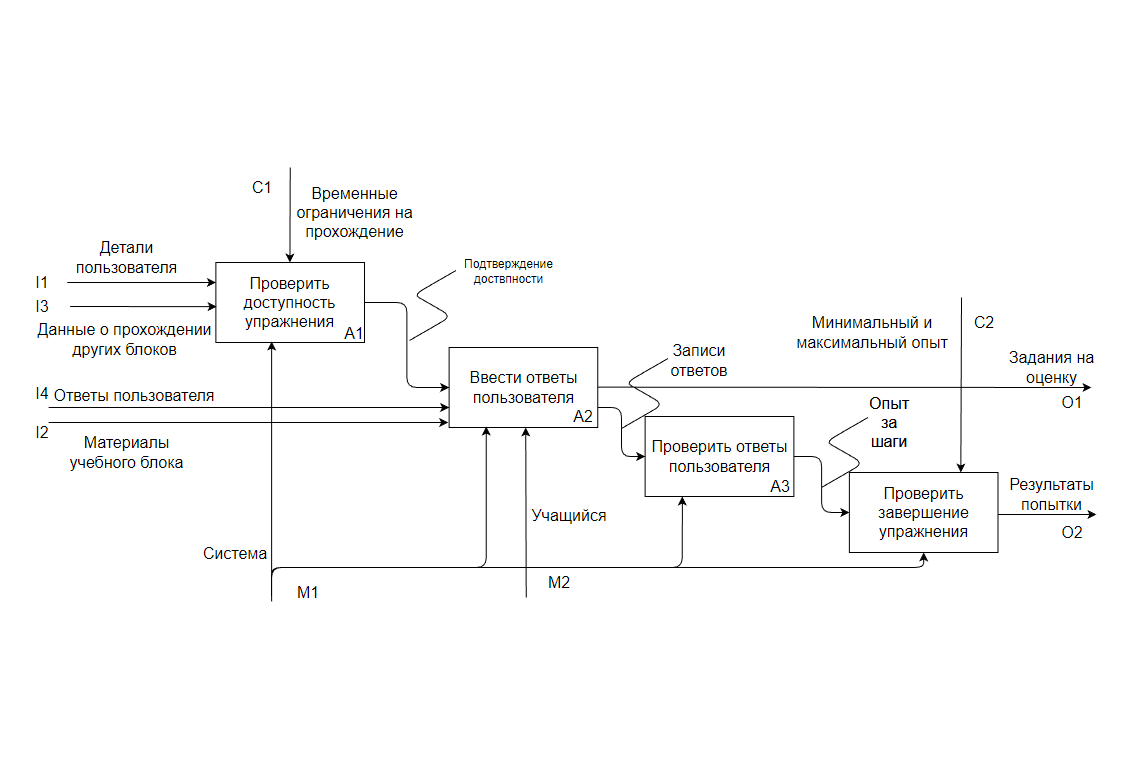 C1
Временные
ограничения на
прохождение
Детали
пользователя
I1
I3
Данные о прохождении
других блоков
Проверить
доступность
упражнения
A1
Подтверждение
доствпности
I4
Ответы пользователя
I2
Материалы
учебного блока
Ввести ответы
пользователя
A2
Записи
ответов
Минимальный и
максимальный опыт
C2
Задания на
оценку
O1
Проверить ответы
пользователя
A3
Опыт
за
шаги
Проверить
завершение
упражнения
Результаты
попытки
O2
Учащийся
Система
M1
M2